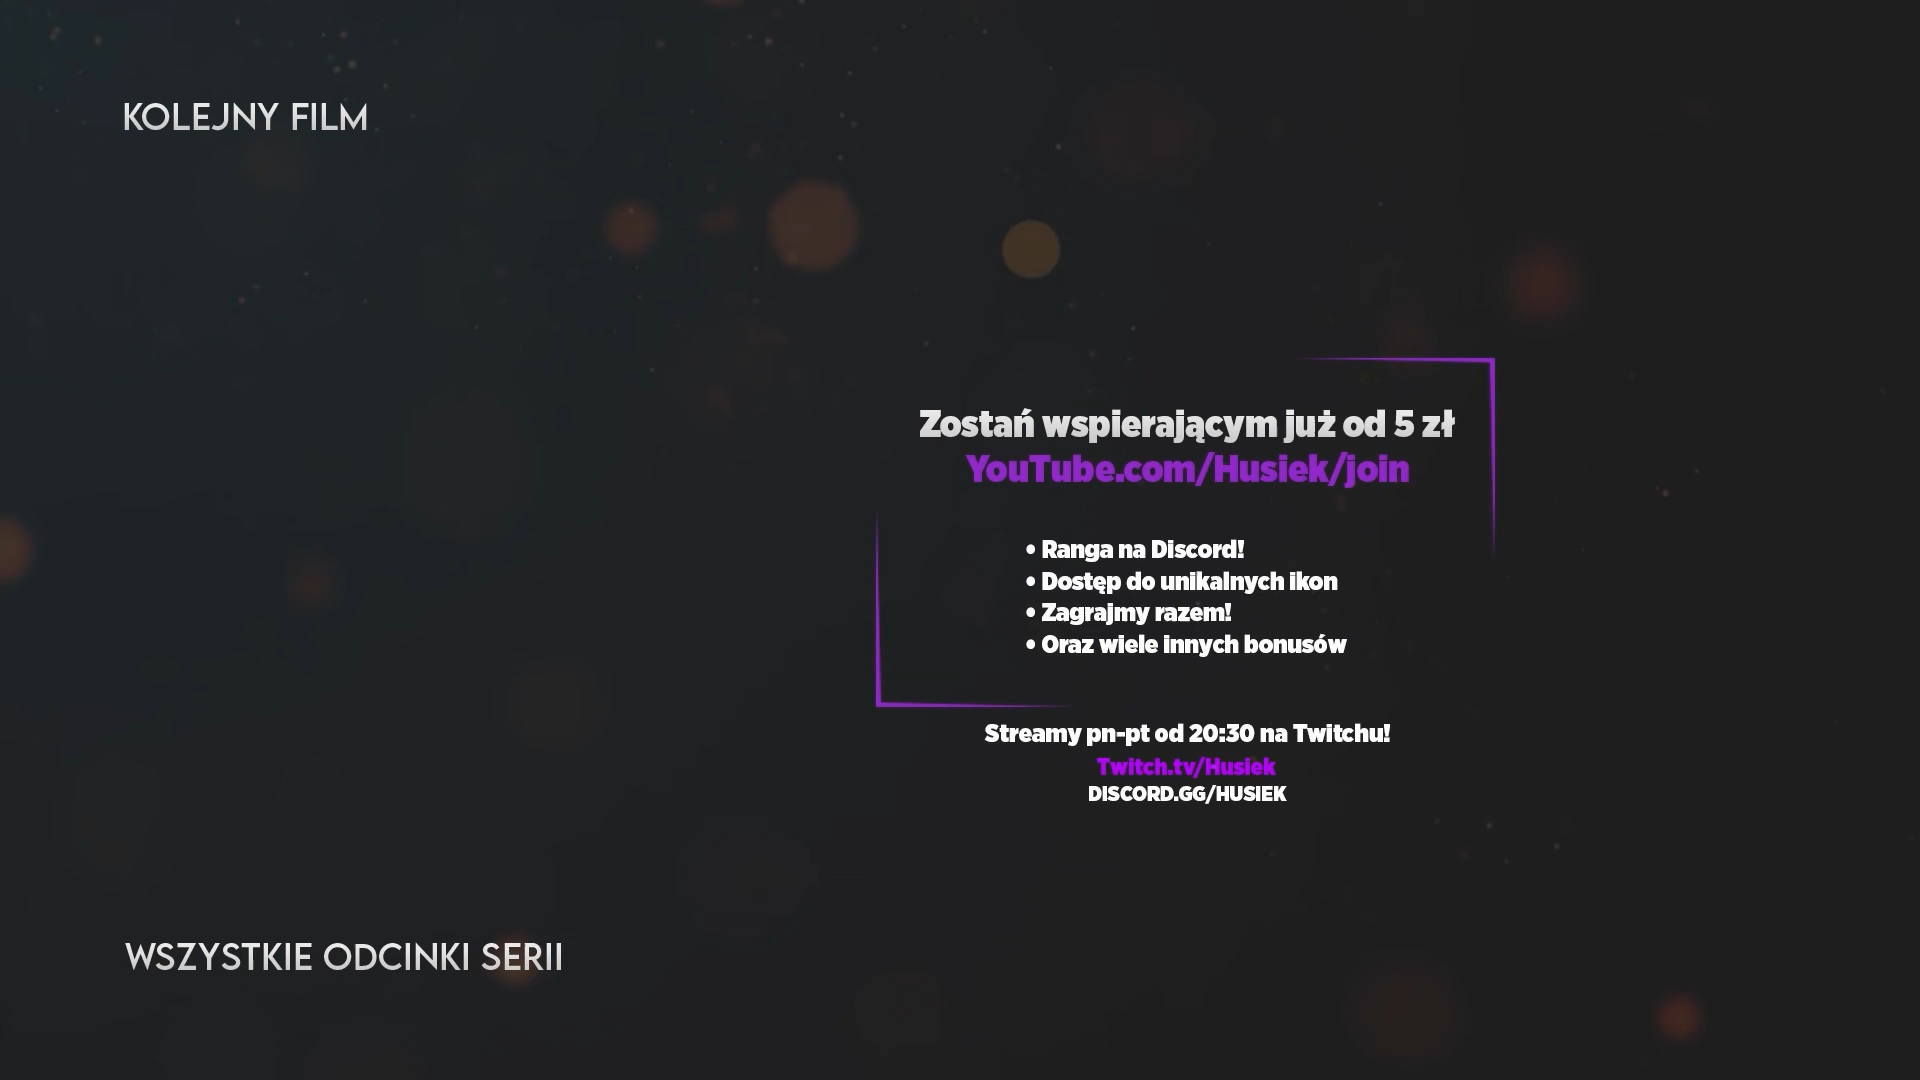 KOLEJNY FILM
Zostań wspierającym już od 5 zł
YouTube.com/Husiek/join
• Ranga na Discord!
• Dostęp do unikalnych ikon
• Zagrajmy razem!
• Oraz wiele innych bonusów
Streamy pn-pt od 20:30 na Twitchu!
Twitch.tv/Husiek
DISCORD.GG/HUSIEK
WSZYSTKIE ODCINKI SERII